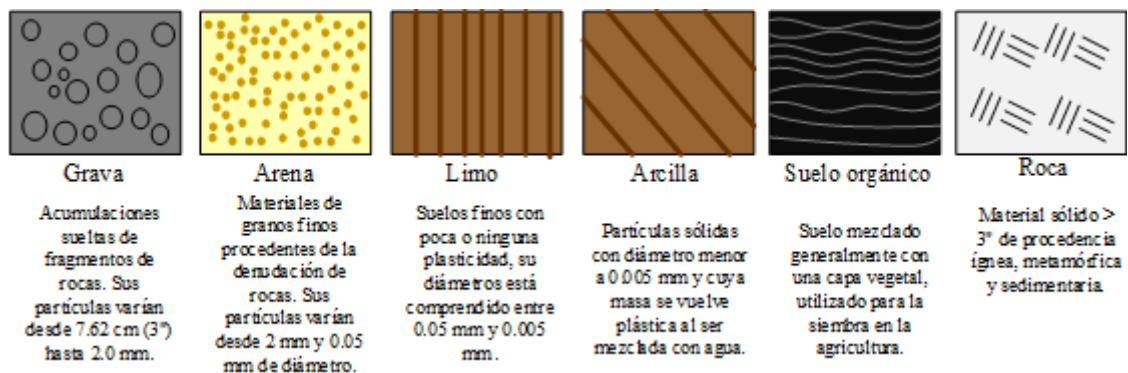 Grava
Acumulaciones
sueltas de
fragmentos de
rocas. Sus
partículas varían
desde 7.62 cm (3")
hasta 2.0 mm.
Arena
Materiales de
granos finos
procedentes de la
denudación de
rocas. Sus
partículas varían
desde 2 mm y 0.05
mm de diámetro.
Limo
Suelos finos con
poca o ninguna
plasticidad, su
diámetros está
comprendido entre
0.05 mm y 0.005
mm.
Arcilla
Partículas sólidas
con diámetro menor
a 0.005 mm y cuya
masa se vuelve
plástica al ser
mezclada con agua.
Suelo orgánico
Suelo mezclado
generalmente con
una capa vegetal,
utilizado para la
siembra en la
agricultura.
Roca
Material sólido >
3" de procedencia
ígnea, metamórfica
y sedimentaria.